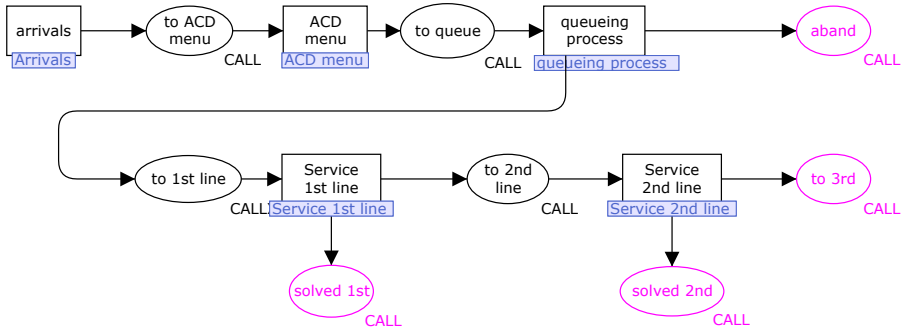 arrivals
Arrivals
to ACD
menu
CALL
ACD
menu
ACD menu
to queue
CALL
queueing
process
queueing process
aband
CALL
to 1st line
Service
1st line
CALL
Service 1st line
to 2nd
line
CALL
Service
2nd line
Service 2nd line
to 3rd
CALL
solved 1st
CALL
solved 2nd
CALL